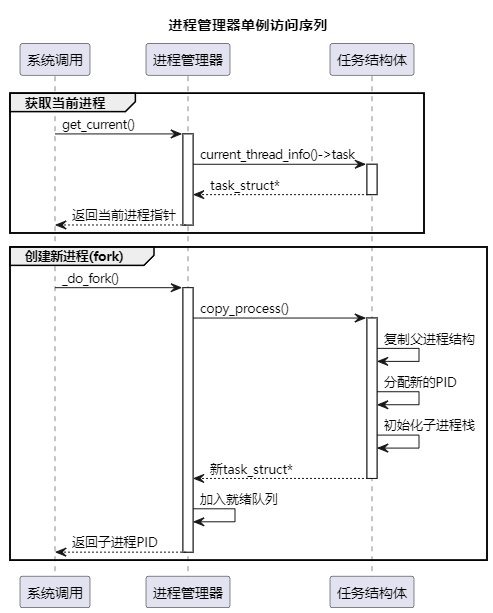 进程管理器单例访问序列
系统调用
进程管理器
任务结构体
获取当前进程
get_current()
current_thread_info()->task
task_struct*
返回当前进程指针
创建新进程(fork)
_do_fork()
copy_process()
复制父进程结构
分配新的PID
初始化子进程栈
新task_struct*
加入就绪队列
返回子进程PID
系统调用
进程管理器
任务结构体